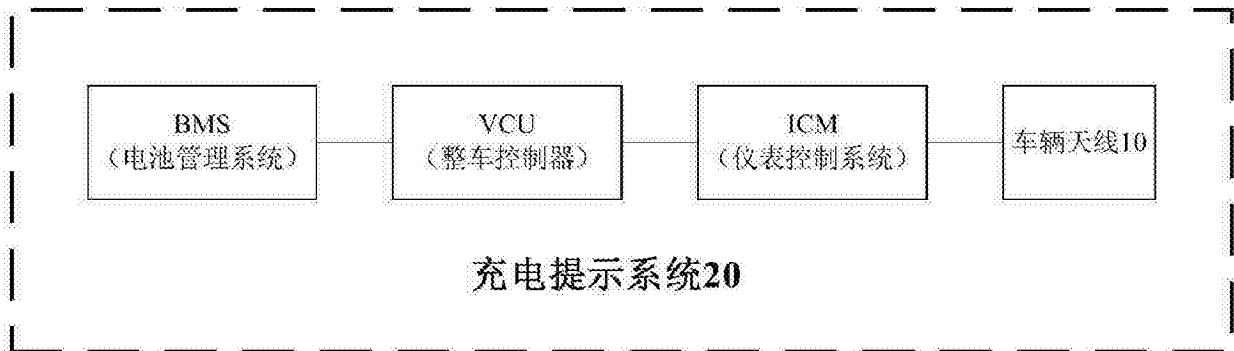 BMS
（电池管理系统）
VCU
（整车控制器）
ICM
（仪表控制系统）
车辆天线10
充电提示系统20